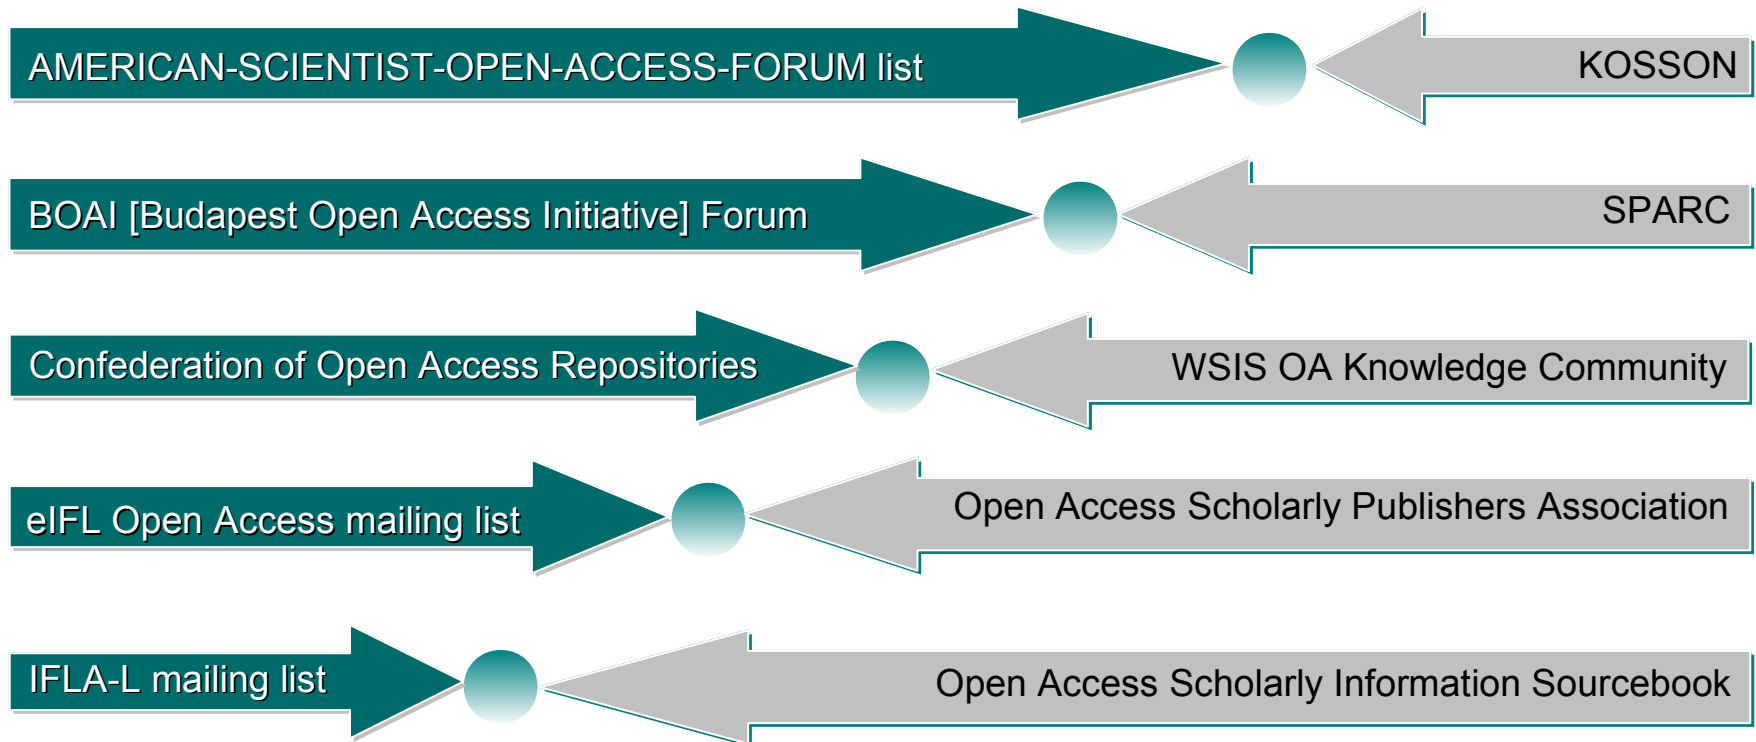 AMERICAN-SCIENTIST-OPEN-ACCESS-FORUM list
KOSSON
BOAI [Budapest Open Access Initiative] Forum
SPARC
Confederation of Open Access Repositories
WSIS OA Knowledge Community
eIFL Open Access mailing list
Open Access Scholarly Publishers Association
IFLA-L mailing list
Open Access Scholarly Information Sourcebook